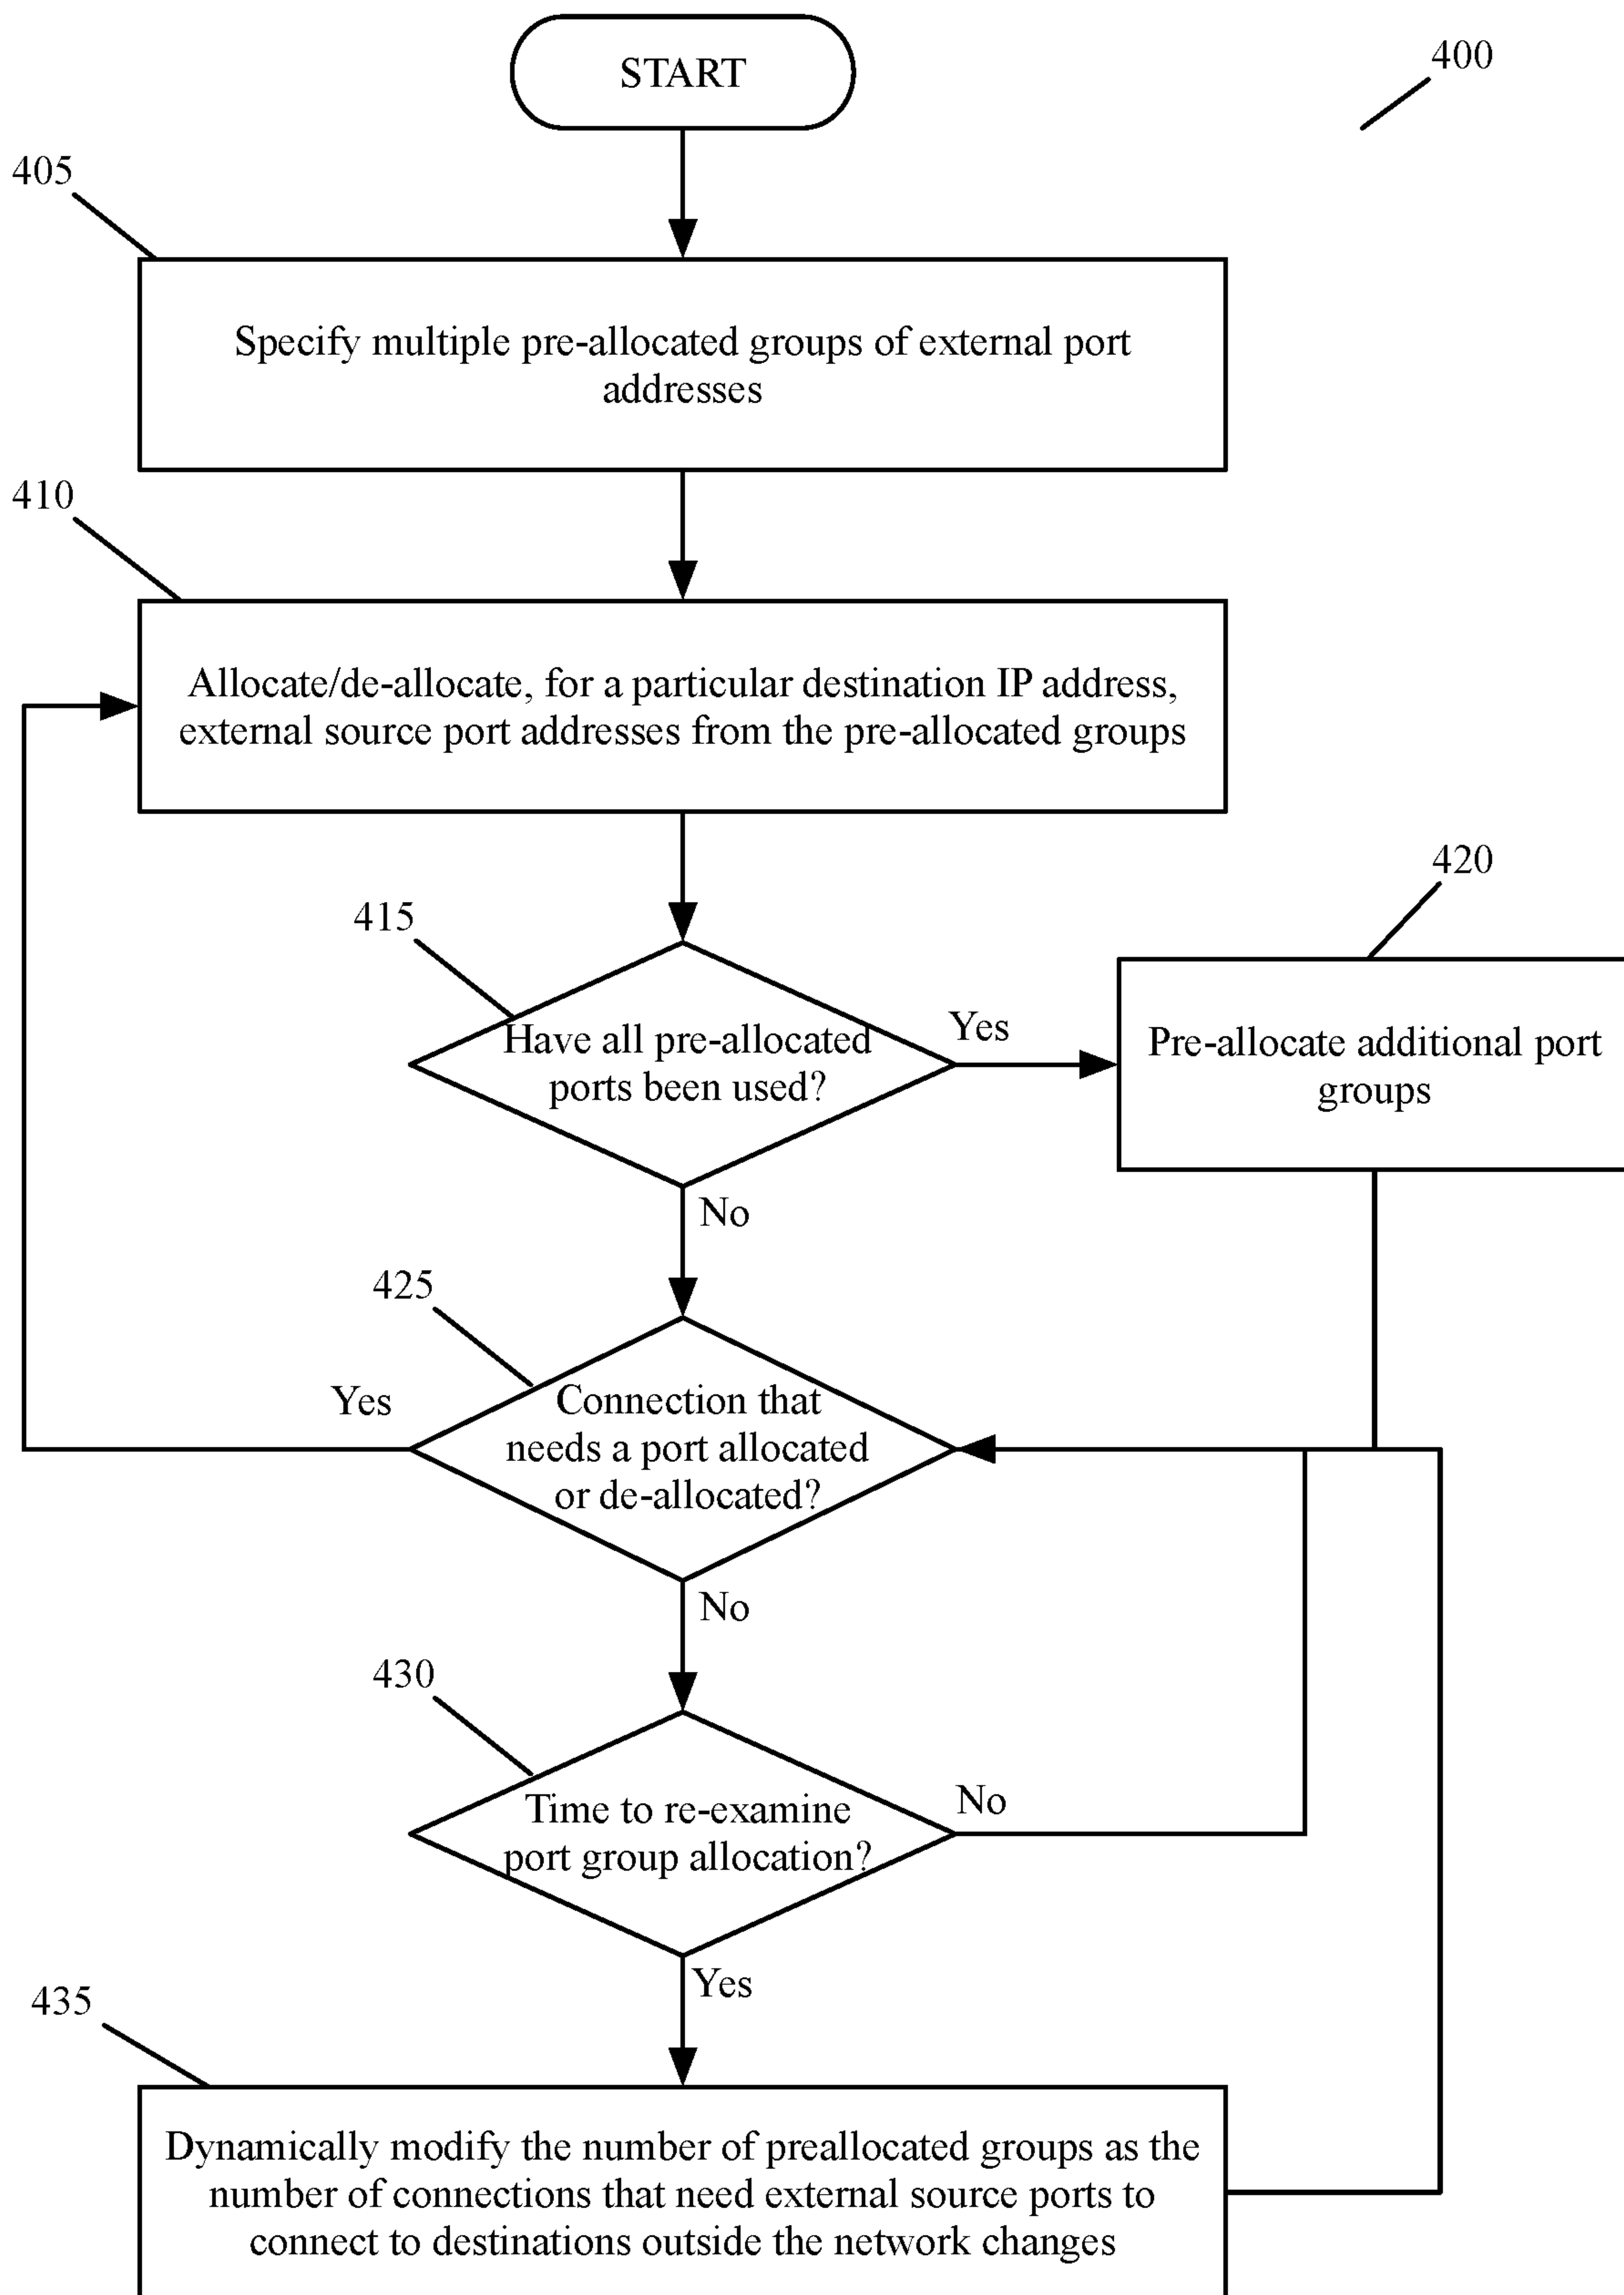 START
400
405
Specify multiple pre-allocated groups of external port
addresses
410
Allocate/de-allocate, for a particular destination IP address,
external source port addresses from the pre-allocated groups
415
Have all pre-allocated
ports been used?
Yes
420
Pre-allocate additional port
groups
No
425
Yes
Connection that
needs a port allocated
or de-allocated?
No
430
Time to re-examine
port group allocation?
No
Yes
435
Dynamically modify the number of preallocated groups as the
number of connections that need external source ports to
connect to destinations outside the network changes